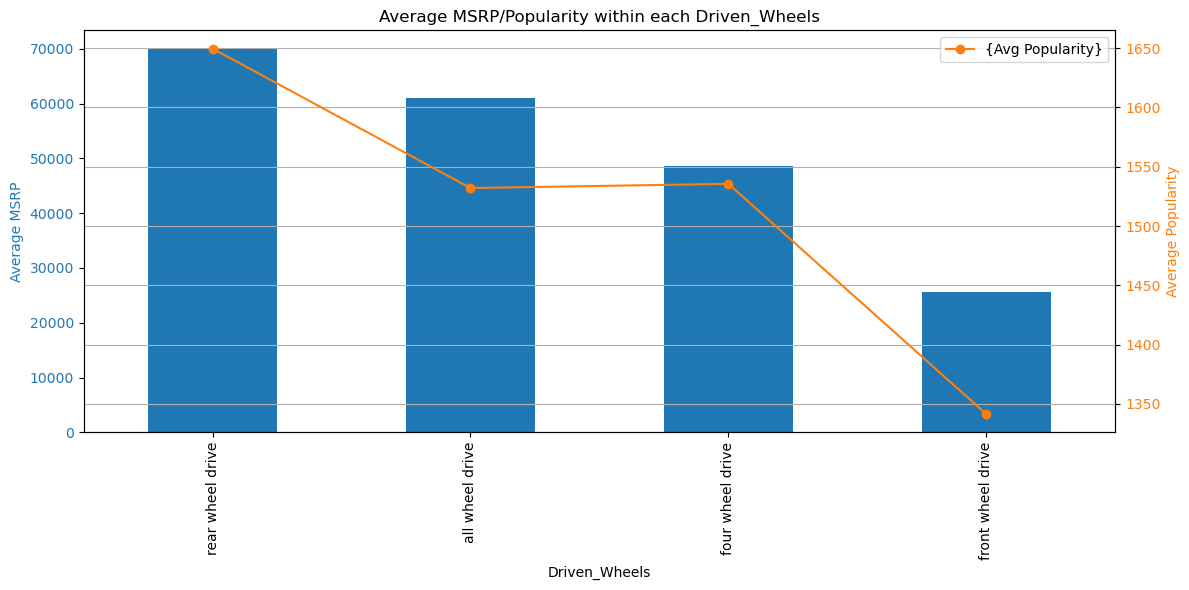 Average MSRP/Popularity within each Driven_Wheels
{Avg Popularity}
Average MSRP
70000
60000
50000
40000
30000
20000
10000
0
1650
1600
1550
1500
1450
1400
1350
Average Popularity
rear wheel drive
all wheel drive
four wheel drive
front wheel drive
Driven_Wheels